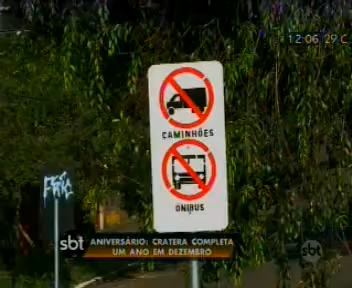 12:06 29°C
CAMINHÕES
ÔNIBUS
sbt
ANIVERSÁRIO: CRATERA COMPLETA
UM ANO EM DEZEMBRO
sbt